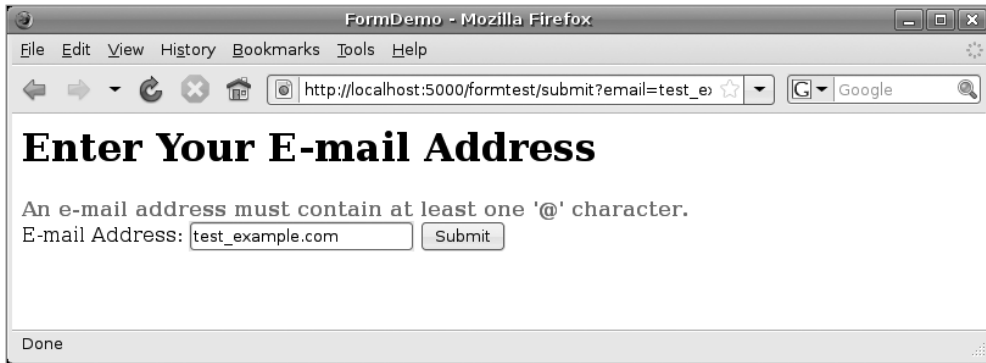 FormDemo - Mozilla Firefox
File Edit View History Bookmarks Tools Help
http://localhost:5000/formtest/submit?email=test_ex G Google
Enter Your E-mail Address
An e-mail address must contain at least one '@' character.
E-mail Address: test_example.com Submit
Done